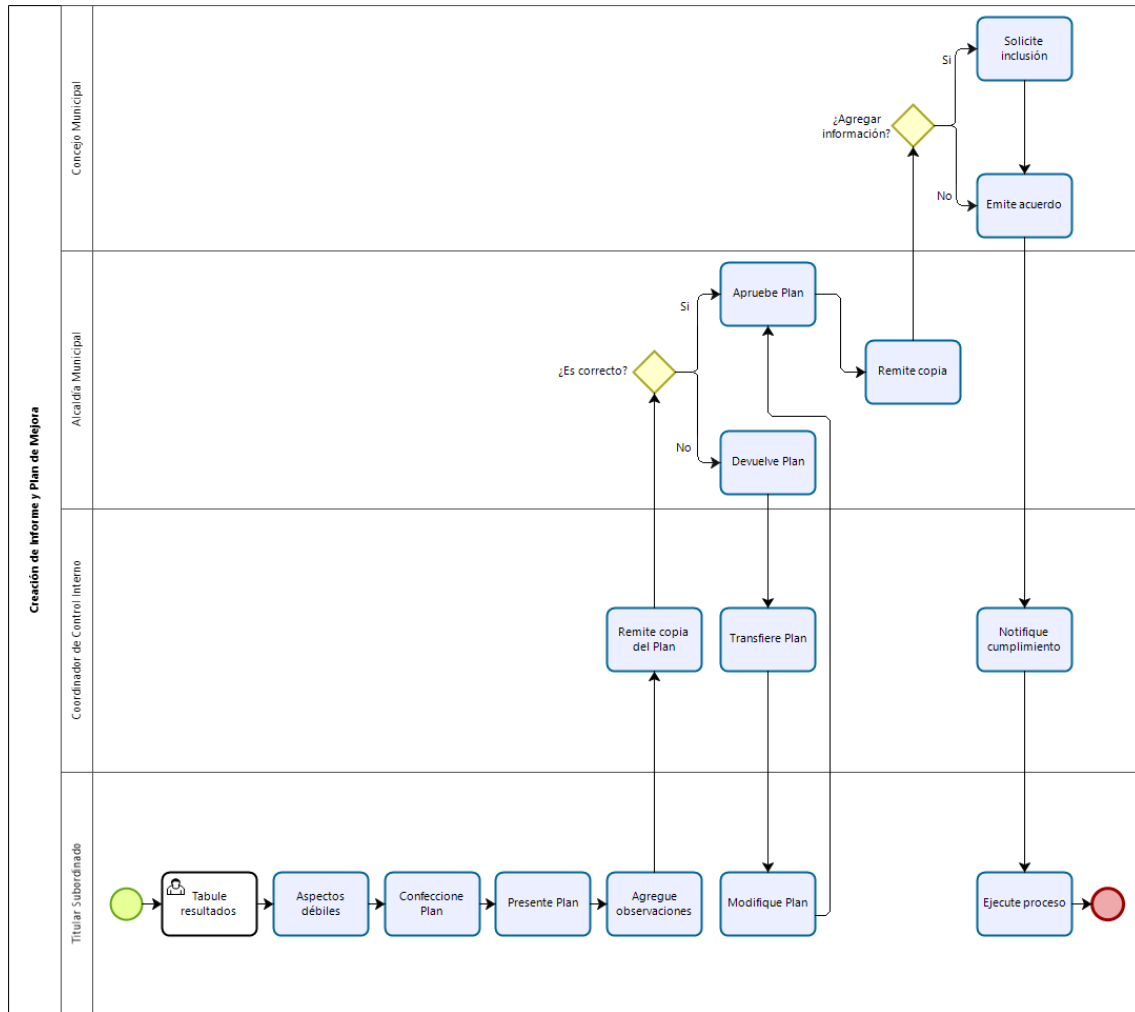 Creación de Informe y Plan de Mejora
Concejo Municipal
¿Agregar
información?
Si
No
Solicite
inclusión
Emite acuerdo
Alcaldía Municipal
¿Es correcto?
Si
No
Apruebe Plan
Devuelve Plan
Remite copia
Coordinador de Control Interno
Remite copia
del Plan
Transfiere Plan
Notifique
cumplimiento
Titular Subordinado
Tabule
resultados
Aspectos
débiles
Confeccione
Plan
Presente Plan
Agregue
observaciones
Modifique Plan
Ejecute proceso